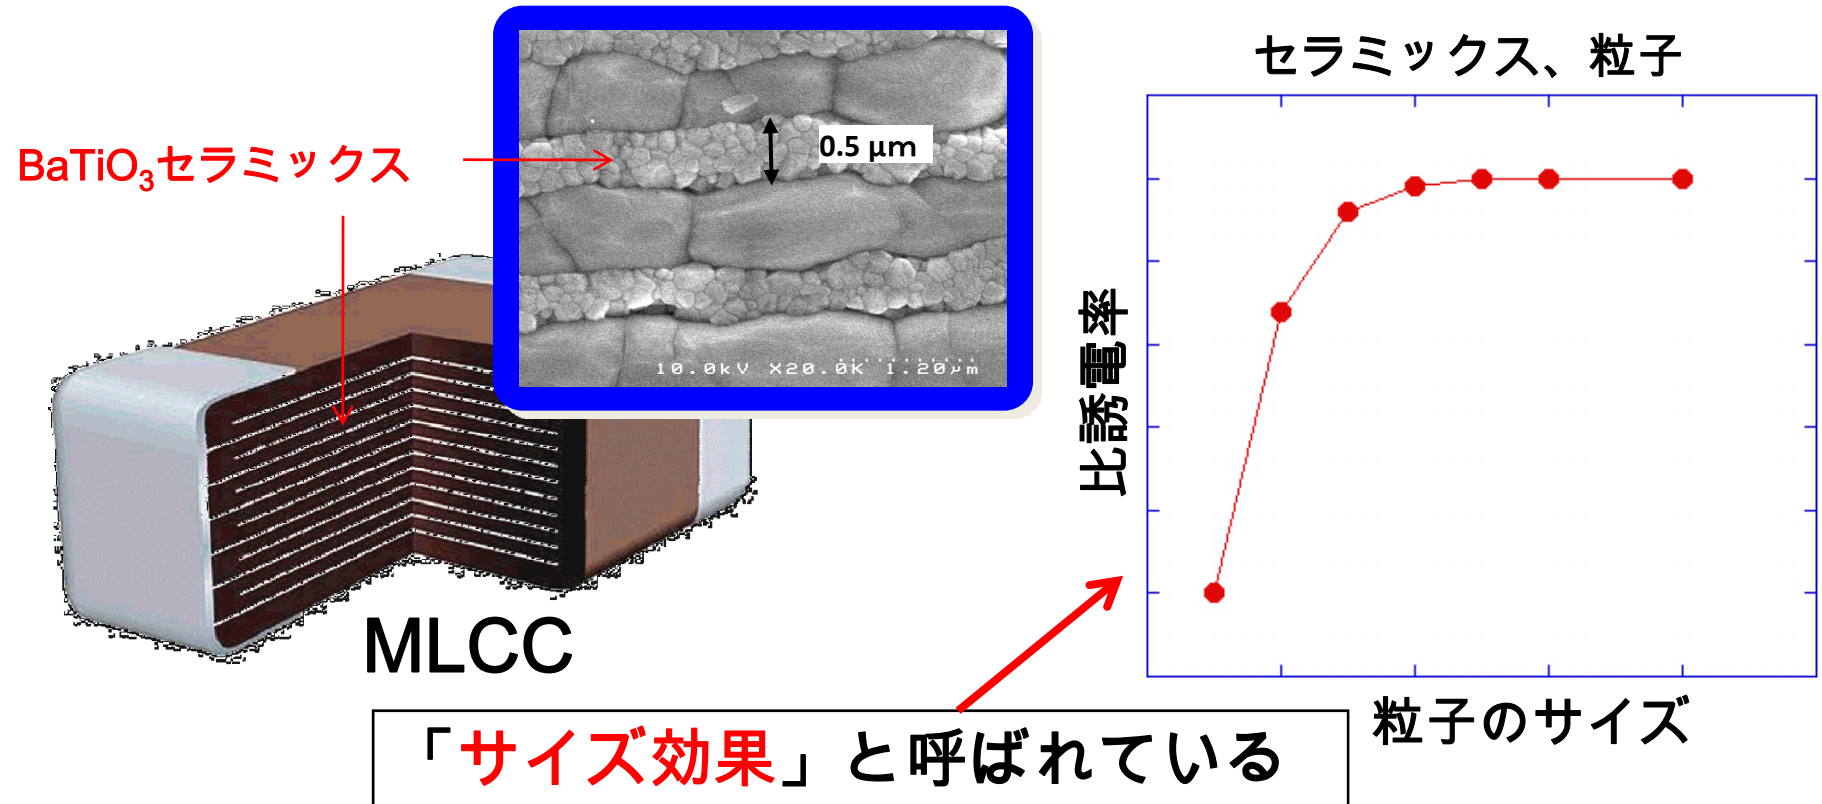 BaTiO₃セラミックス
0.5 μm
10.0kV X20.0K 1.20μm
MLCC
「サイズ効果」と呼ばれている
セラミックス、粒子
比誘電率
粒子のサイズ